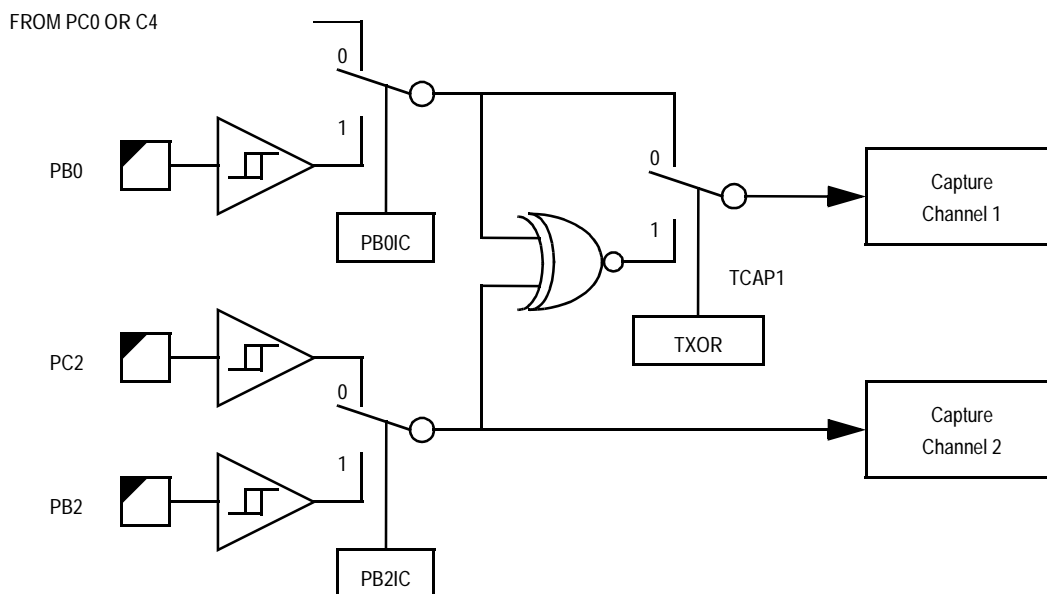 FROM PC0 OR C4
0
1
PB0
PB0IC
0
1
Capture
Channel 1
TCAP1
TXOR
PC2
0
1
PB2
PB2IC
Capture
Channel 2